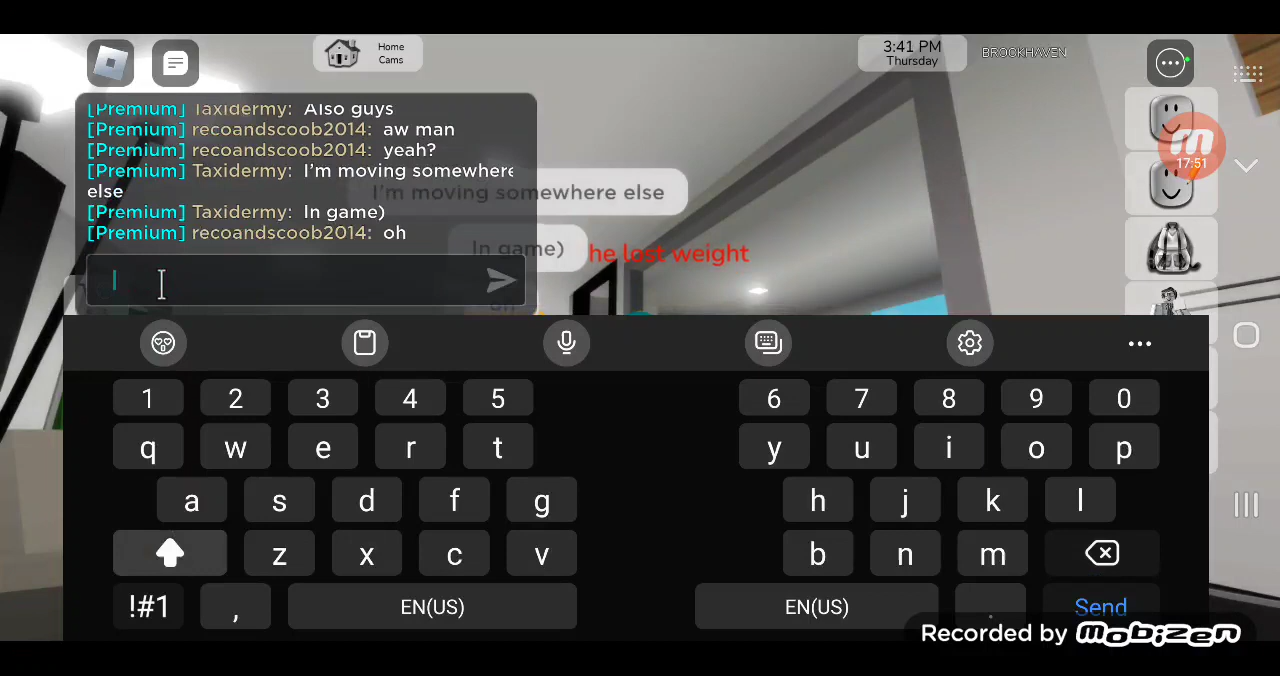 Home
Cams
3:41 PM
Thursday
BROOKHAVEN
[Premium] Taxidermy: Also guys
[Premium] recoandscoob2014: aw man
[Premium] recoandscoob2014: yeah?
[Premium] Taxidermy: I'm moving somewhere
else
[Premium] Taxidermy: In game)
[Premium] recoandscoob2014: oh
I'm moving somewhere else
In game)
he lost weight
oh
17:51
1 2 3 4 5 6 7 8 9 0
q w e r t y u i o p
a s d f g h j k l
z x c v b n m
!#1 , EN(US) EN(US) . Send
Recorded by mobizen